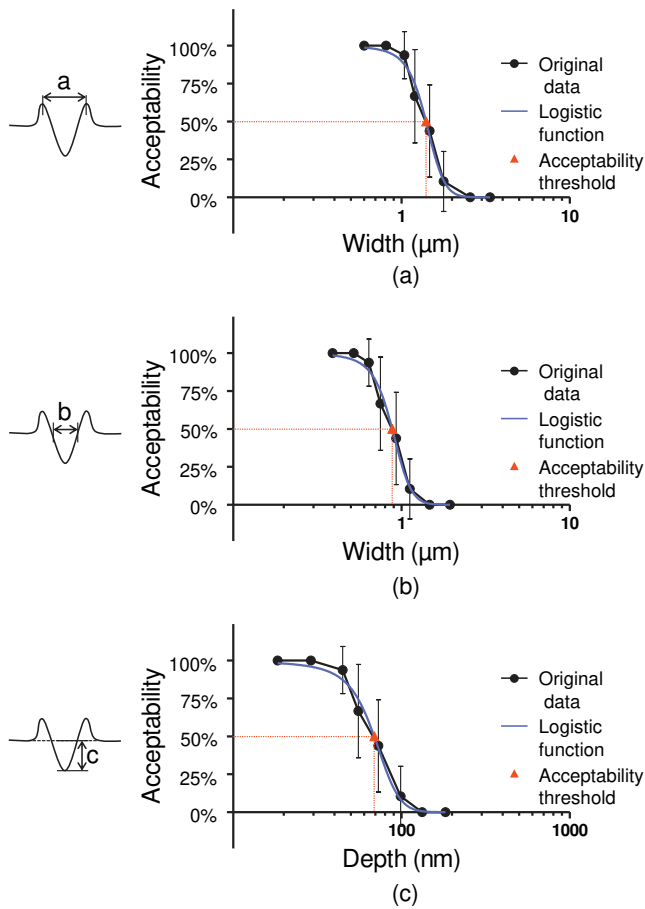 a
Acceptability
100%
75%
50%
25%
0%
Original
data
Logistic
function
Acceptability
threshold
1
10
Width (µm)
(a)
b
Acceptability
100%
75%
50%
25%
0%
Original
data
Logistic
function
Acceptability
threshold
1
10
Width (µm)
(b)
c
Acceptability
100%
75%
50%
25%
0%
Original
data
Logistic
function
Acceptability
threshold
100
1000
Depth (nm)
(c)